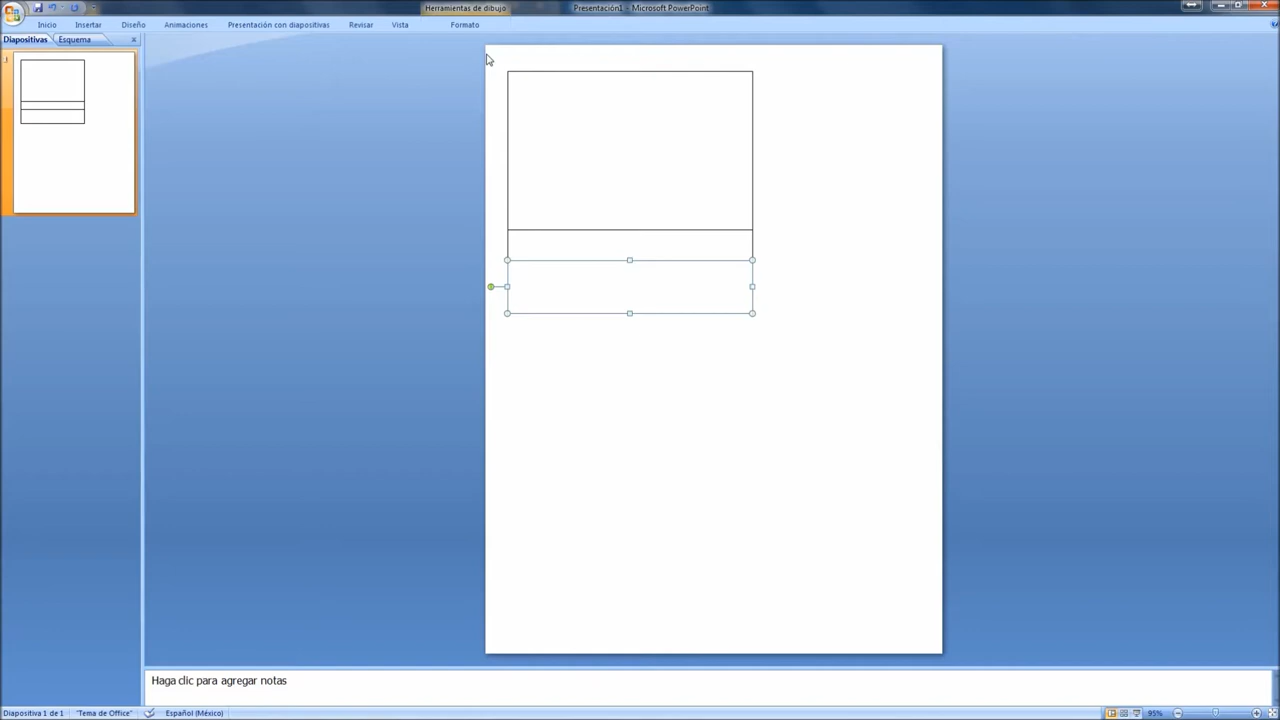 Herramientas de dibujo
Presentación1 - Microsoft PowerPoint
Inicio
Insertar
Diseño
Animaciones
Presentación con diapositivas
Revisar
Vista
Formato
Diapositivas
Esquema
1
Haga clic para agregar notas
Diapositiva 1 de 1
"Tema de Office"
Español (México)
95%